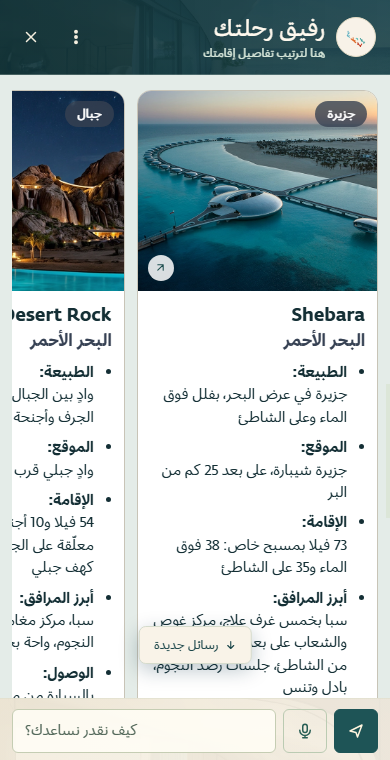 رفيق رحلتك
هنا لترتيب تفاصيل إقامتك
جزيرة
Shebara
البحر الأحمر
الطبيعة:
جزيرة في عرض البحر، بفلل فوق
الماء وعلى الشاطئ
الموقع:
جزيرة شيبارة، على بعد 25 كم من
البر
الإقامة:
73 فيلا بمسبح خاص: 38 فوق
الماء و35 على الشاطئ
أبرز المرافق:
سبا بخمس غرف علاج، مركز غوص
والشعاب على بعد
من الشاطئ، جلسات رصد النجوم،
بادل وتنس
جبال
Desert Rock
البحر الأحمر
الطبيعة:
وادٍ بين الجبال
الجرف وأجنحة
الموقع:
وادٍ جبلي قرب
الإقامة:
54 فيلا و10
معلّقة على
كهف جبلي
أبرز المرافق:
سبا، مركز
النجوم، واحة
الوصول:
بالسيارة من
رسائل جديدة
كيف نقدر نساعدك؟